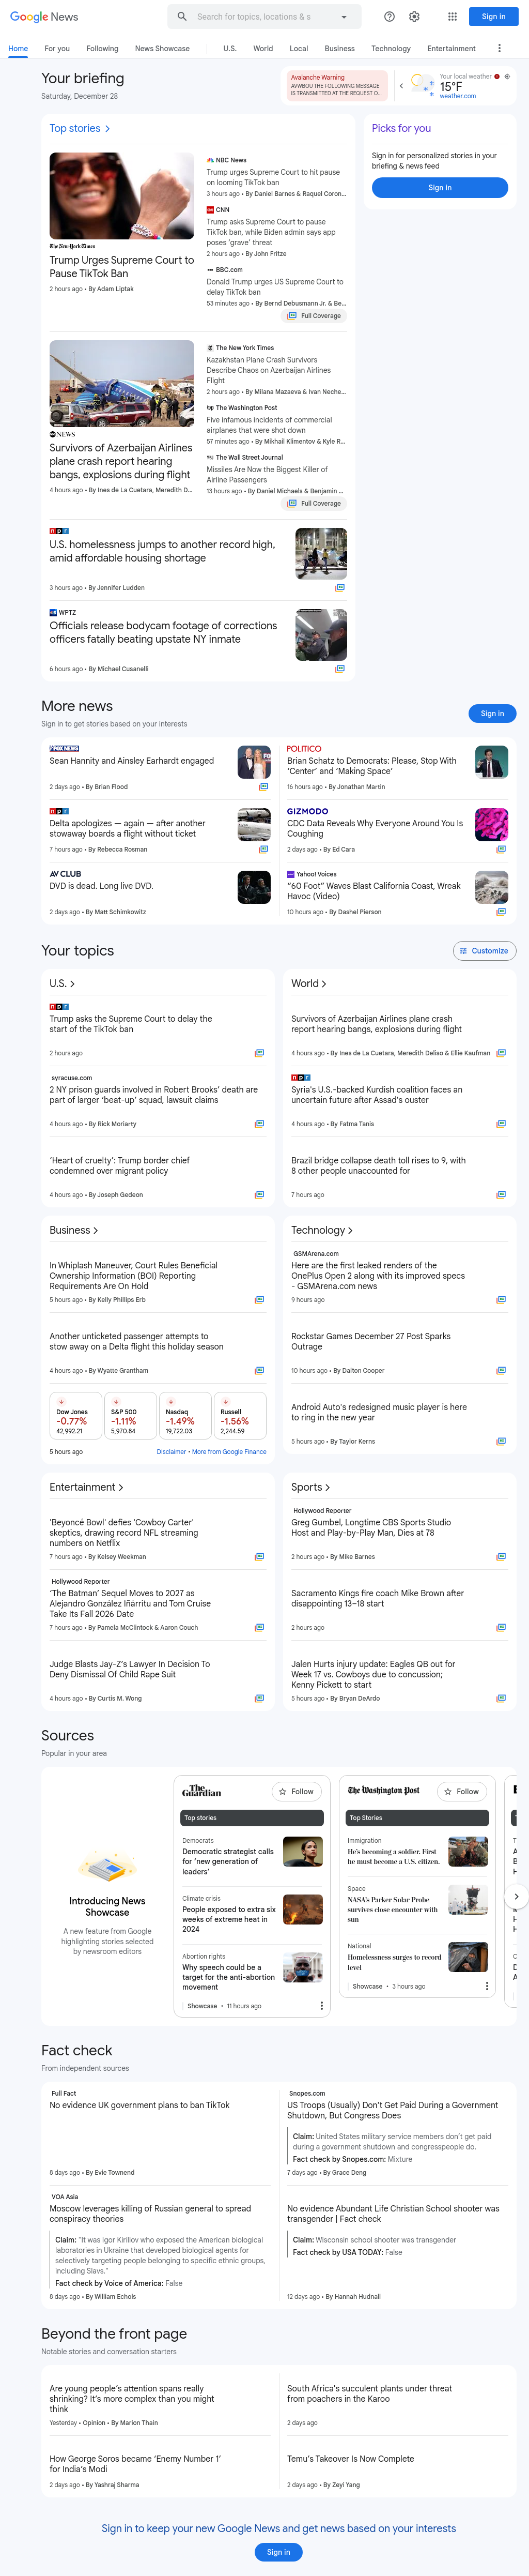 Google News
Search for topics, locations & s
Sign in
Home
For you
Following
News Showcase
U.S.
World
Local
Business
Technology
Entertainment
Your briefing
Saturday, December 28
Avalanche Warning
AVWBOU THE FOLLOWING MESSAGE
IS TRANSMITTED AT THE REQUEST O...
Your local weather
15°F
weather.com
Top stories
The New York Times
Trump Urges Supreme Court to
Pause TikTok Ban
2 hours ago • By Adam Liptak
NBC News
Trump urges Supreme Court to hit pause
on looming TikTok ban
3 hours ago • By Daniel Barnes & Raquel Coron...
CNN
Trump asks Supreme Court to pause
TikTok ban, while Biden admin says app
poses ‘grave’ threat
2 hours ago • By John Fritze
BBC.com
Donald Trump urges US Supreme Court to
delay TikTok ban
53 minutes ago • By Bernd Debusmann Jr. & Be...
Full Coverage
NEWS
Survivors of Azerbaijan Airlines
plane crash report hearing
bangs, explosions during flight
4 hours ago • By Ines de La Cuetara, Meredith D...
The New York Times
Kazakhstan Plane Crash Survivors
Describe Chaos on Azerbaijan Airlines
Flight
2 hours ago • By Milana Mazaeva & Ivan Neche...
The Washington Post
Five infamous incidents of commercial
airplanes that were shot down
57 minutes ago • By Mikhail Klimentov & Kyle R...
The Wall Street Journal
Missiles Are Now the Biggest Killer of
Airline Passengers
13 hours ago • By Daniel Michaels & Benjamin ...
Full Coverage
npr
U.S. homelessness jumps to another record high,
amid affordable housing shortage
3 hours ago • By Jennifer Ludden
WPTZ
Officials release bodycam footage of corrections
officers fatally beating upstate NY inmate
6 hours ago • By Michael Cusanelli
Picks for you
Sign in for personalized stories in your
briefing & news feed
Sign in
More news
Sign in to get stories based on your interests
Sign in
FOX NEWS
Sean Hannity and Ainsley Earhardt engaged
2 days ago • By Brian Flood
POLITICO
Brian Schatz to Democrats: Please, Stop With
‘Center’ and ‘Making Space’
16 hours ago • By Jonathan Martin
npr
Delta apologizes — again — after another
stowaway boards a flight without ticket
7 hours ago • By Rebecca Rosman
GIZMODO
CDC Data Reveals Why Everyone Around You Is
Coughing
2 days ago • By Ed Cara
AV CLUB
DVD is dead. Long live DVD.
2 days ago • By Matt Schimkowitz
Yahoo! Voices
“60 Foot” Waves Blast California Coast, Wreak
Havoc (Video)
10 hours ago • By Dashel Pierson
Your topics
Customize
U.S.
npr
Trump asks the Supreme Court to delay the
start of the TikTok ban
2 hours ago
syracuse.com
2 NY prison guards involved in Robert Brooks’ death are
part of larger ‘beat-up’ squad, lawsuit claims
4 hours ago • By Rick Moriarty
‘Heart of cruelty’: Trump border chief
condemned over migrant policy
4 hours ago • By Joseph Gedeon
World
Survivors of Azerbaijan Airlines plane crash
report hearing bangs, explosions during flight
4 hours ago • By Ines de La Cuetara, Meredith Deliso & Ellie Kaufman
npr
Syria's U.S.-backed Kurdish coalition faces an
uncertain future after Assad's ouster
4 hours ago • By Fatma Tanis
Brazil bridge collapse death toll rises to 9, with
8 other people unaccounted for
7 hours ago
Business
In Whiplash Maneuver, Court Rules Beneficial
Ownership Information (BOI) Reporting
Requirements Are On Hold
5 hours ago • By Kelly Phillips Erb
Another unticketed passenger attempts to
stow away on a Delta flight this holiday season
4 hours ago • By Wyatte Grantham
Dow Jones
-0.77%
42,992.21
S&P 500
-1.11%
5,970.84
Nasdaq
-1.49%
19,722.03
Russell
-1.56%
2,244.59
5 hours ago
Disclaimer • More from Google Finance
Technology
GSMArena.com
Here are the first leaked renders of the
OnePlus Open 2 along with its improved specs
- GSMArena.com news
9 hours ago
Rockstar Games December 27 Post Sparks
Outrage
10 hours ago • By Dalton Cooper
Android Auto's redesigned music player is here
to ring in the new year
5 hours ago • By Taylor Kerns
Entertainment
'Beyoncé Bowl' defies 'Cowboy Carter'
skeptics, drawing record NFL streaming
numbers on Netflix
7 hours ago • By Kelsey Weekman
Hollywood Reporter
‘The Batman’ Sequel Moves to 2027 as
Alejandro González Iñárritu and Tom Cruise
Take Its Fall 2026 Date
7 hours ago • By Pamela McClintock & Aaron Couch
Judge Blasts Jay-Z’s Lawyer In Decision To
Deny Dismissal Of Child Rape Suit
4 hours ago • By Curtis M. Wong
Sports
Hollywood Reporter
Greg Gumbel, Longtime CBS Sports Studio
Host and Play-by-Play Man, Dies at 78
2 hours ago • By Mike Barnes
Sacramento Kings fire coach Mike Brown after
disappointing 13–18 start
2 hours ago
Jalen Hurts injury update: Eagles QB out for
Week 17 vs. Cowboys due to concussion;
Kenny Pickett to start
5 hours ago • By Bryan DeArdo
Sources
Popular in your area
Introducing News
Showcase
A new feature from Google
highlighting stories selected
by newsroom editors
The Guardian
Follow
Top stories
Democrats
Democratic strategist calls
for ‘new generation of
leaders’
Climate crisis
People exposed to extra six
weeks of extreme heat in
2024
Abortion rights
Why speech could be a
target for the anti-abortion
movement
Showcase • 11 hours ago
The Washington Post
Follow
Top Stories
Immigration
He’s becoming a soldier. First
he must become a U.S. citizen.
Space
NASA’s Parker Solar Probe
survives close encounter with
sun
National
Homelessness surges to record
level
Showcase • 3 hours ago
Fact check
From independent sources
Full Fact
No evidence UK government plans to ban TikTok
8 days ago • By Evie Townend
Snopes.com
US Troops (Usually) Don't Get Paid During a Government
Shutdown, But Congress Does
Claim: United States military service members don’t get paid
during a government shutdown and congresspeople do.
Fact check by Snopes.com: Mixture
7 days ago • By Grace Deng
VOA Asia
Moscow leverages killing of Russian general to spread
conspiracy theories
Claim: "It was Igor Kirillov who exposed the American biological
laboratories in Ukraine that developed biological agents for
selectively targeting people belonging to specific ethnic groups,
including Slavs."
Fact check by Voice of America: False
8 days ago • By William Echols
No evidence Abundant Life Christian School shooter was
transgender | Fact check
Claim: Wisconsin school shooter was transgender
Fact check by USA TODAY: False
12 days ago • By Hannah Hudnall
Beyond the front page
Notable stories and conversation starters
Are young people’s attention spans really
shrinking? It’s more complex than you might
think
Yesterday • Opinion • By Marion Thain
South Africa's succulent plants under threat
from poachers in the Karoo
2 days ago
How George Soros became ‘Enemy Number 1’
for India’s Modi
2 days ago • By Yashraj Sharma
Temu’s Takeover Is Now Complete
2 days ago • By Zeyi Yang
Sign in to keep your new Google News and get news based on your interests
Sign in